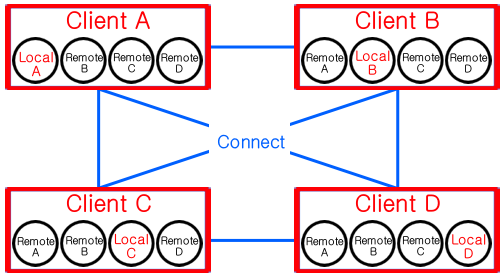 Client A
Local A
Remote B
Remote C
Remote D
Client B
Remote A
Local B
Remote C
Remote D
Connect
Client C
Remote A
Remote B
Local C
Remote D
Client D
Remote A
Remote B
Remote C
Local D